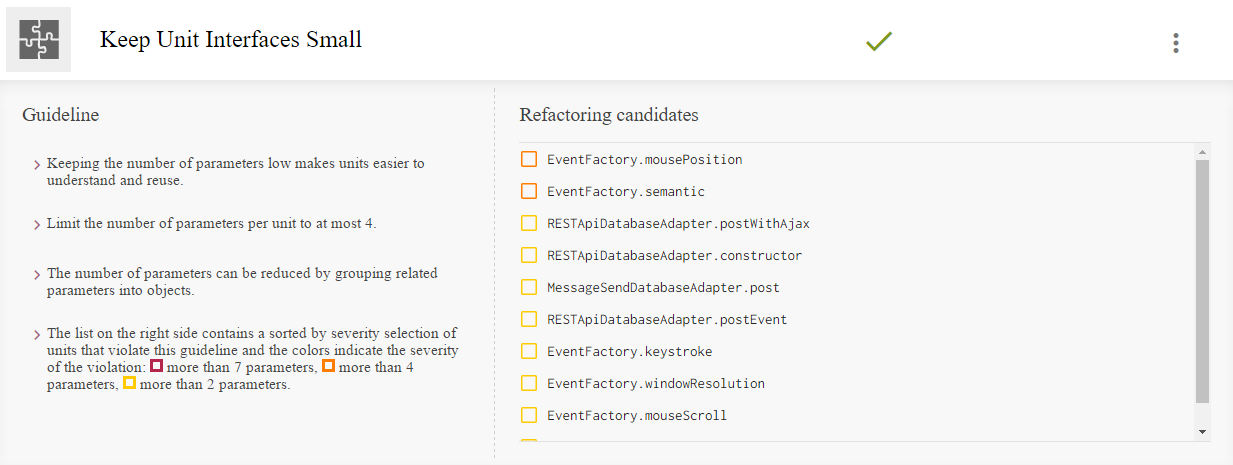 Keep Unit Interfaces Small
Guideline
Keeping the number of parameters low makes units easier to
understand and reuse.
Limit the number of parameters per unit to at most 4.
The number of parameters can be reduced by grouping related
parameters into objects.
The list on the right side contains a sorted by severity selection of
units that violate this guideline and the colors indicate the severity
of the violation: more than 7 parameters, more than 4
parameters, more than 2 parameters.
Refactoring candidates
EventFactory.mousePosition
EventFactory.semantic
RESTApiDatabaseAdapter.postWithAjax
RESTApiDatabaseAdapter.constructor
MessageSendDatabaseAdapter.post
RESTApiDatabaseAdapter.postEvent
EventFactory.keystroke
EventFactory.windowResolution
EventFactory.mouseScroll